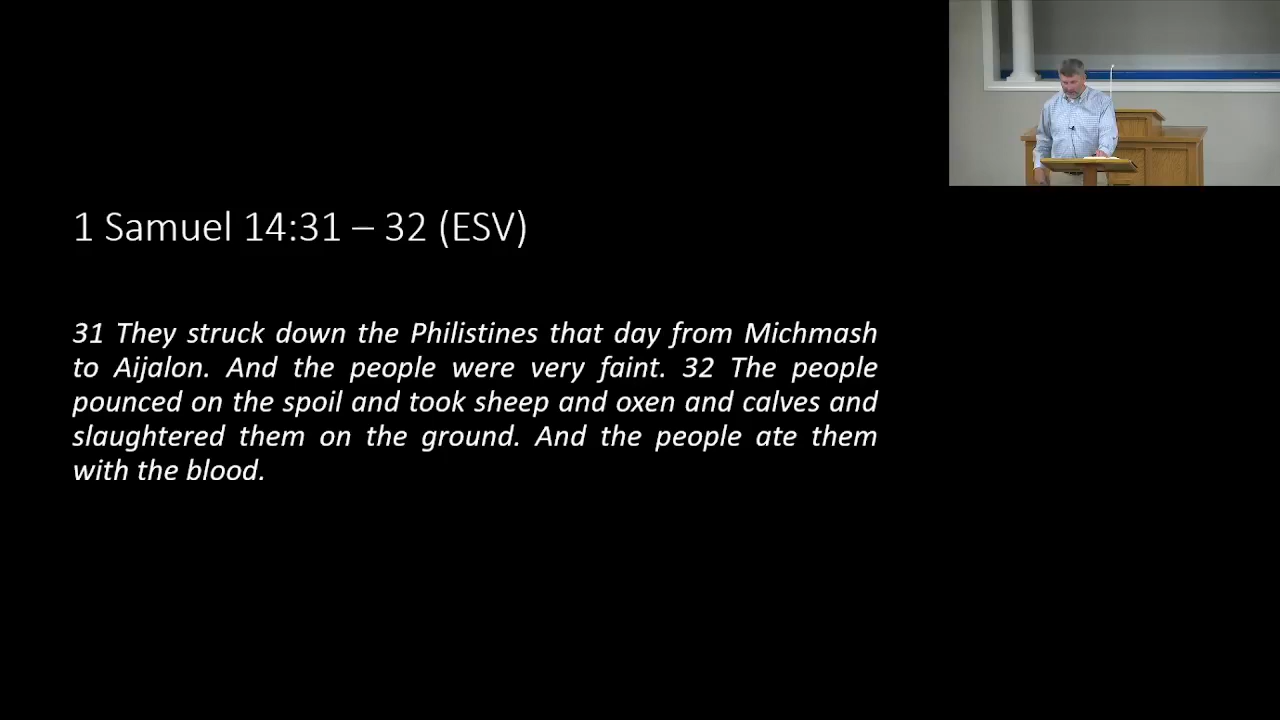 1 Samuel 14:31 – 32 (ESV)
31 They struck down the Philistines that day from Michmash
to Aijalon. And the people were very faint. 32 The people
pounced on the spoil and took sheep and oxen and calves and
slaughtered them on the ground. And the people ate them
with the blood.